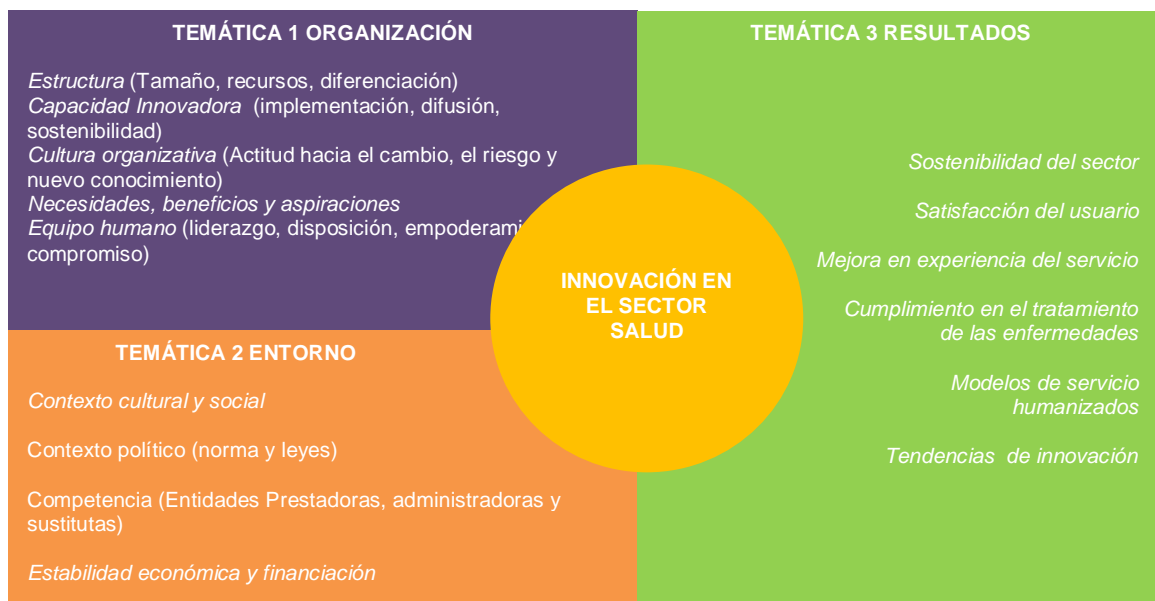 TEMÁTICA 1 ORGANIZACIÓN
Estructura (Tamaño, recursos, diferenciación)
Capacidad Innovadora (implementación, difusión,
sostenibilidad)
Cultura organizativa (Actitud hacia el cambio, el riesgo y
nuevo conocimiento)
Necesidades, beneficios y aspiraciones
Equipo humano (liderazgo, disposición,
compromiso)
TEMÁTICA 2 ENTORNO
Contexto cultural y social
Contexto político (norma y leyes)
Competencia (Entidades Prestadoras, administradoras y
sustitutas)
Estabilidad económica y financiación
INNOVACIÓN EN
EL SECTOR
SALUD
TEMÁTICA 3 RESULTADOS
Sostenibilidad del sector
Satisfacción del usuario
Mejora en experiencia del servicio
Cumplimiento en el tratamiento
de las enfermedades
Modelos de servicio
humanizados
Tendencias de innovación